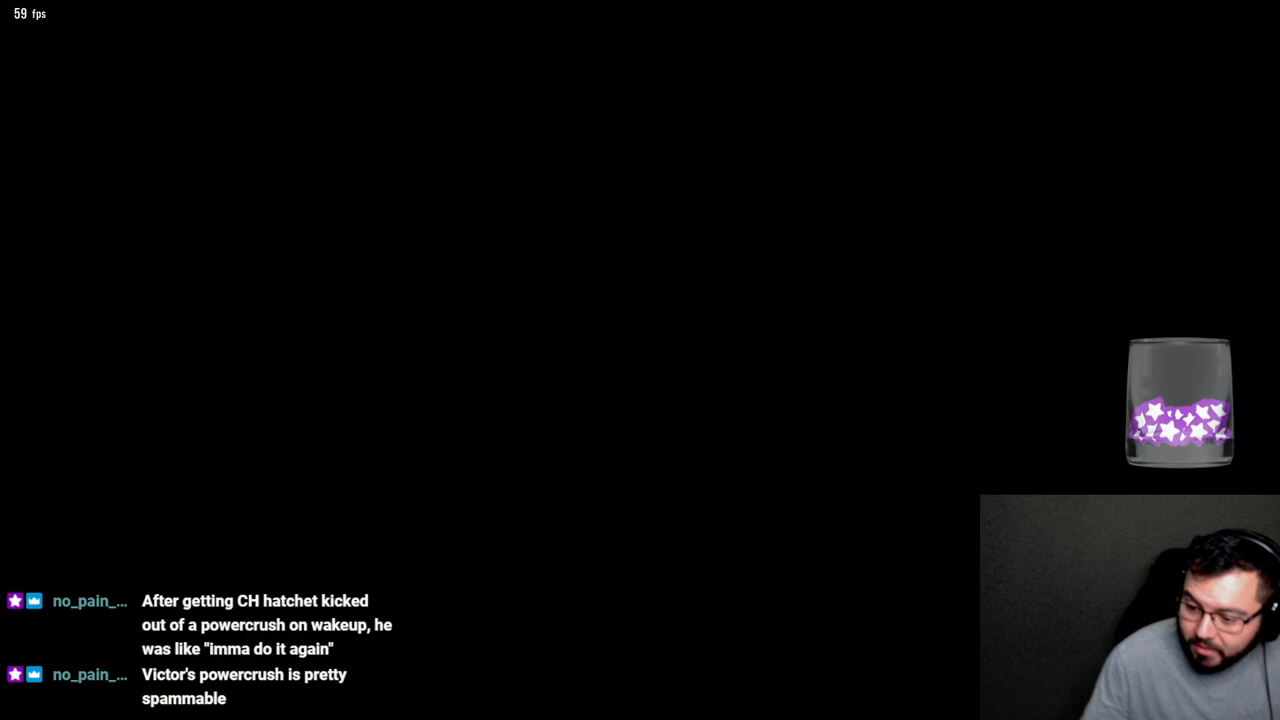 59 fps
no_pain_... After getting CH hatchet kicked
out of a powercrush on wakeup, he
was like "imma do it again"
no_pain_... Victor's powercrush is pretty
spammable